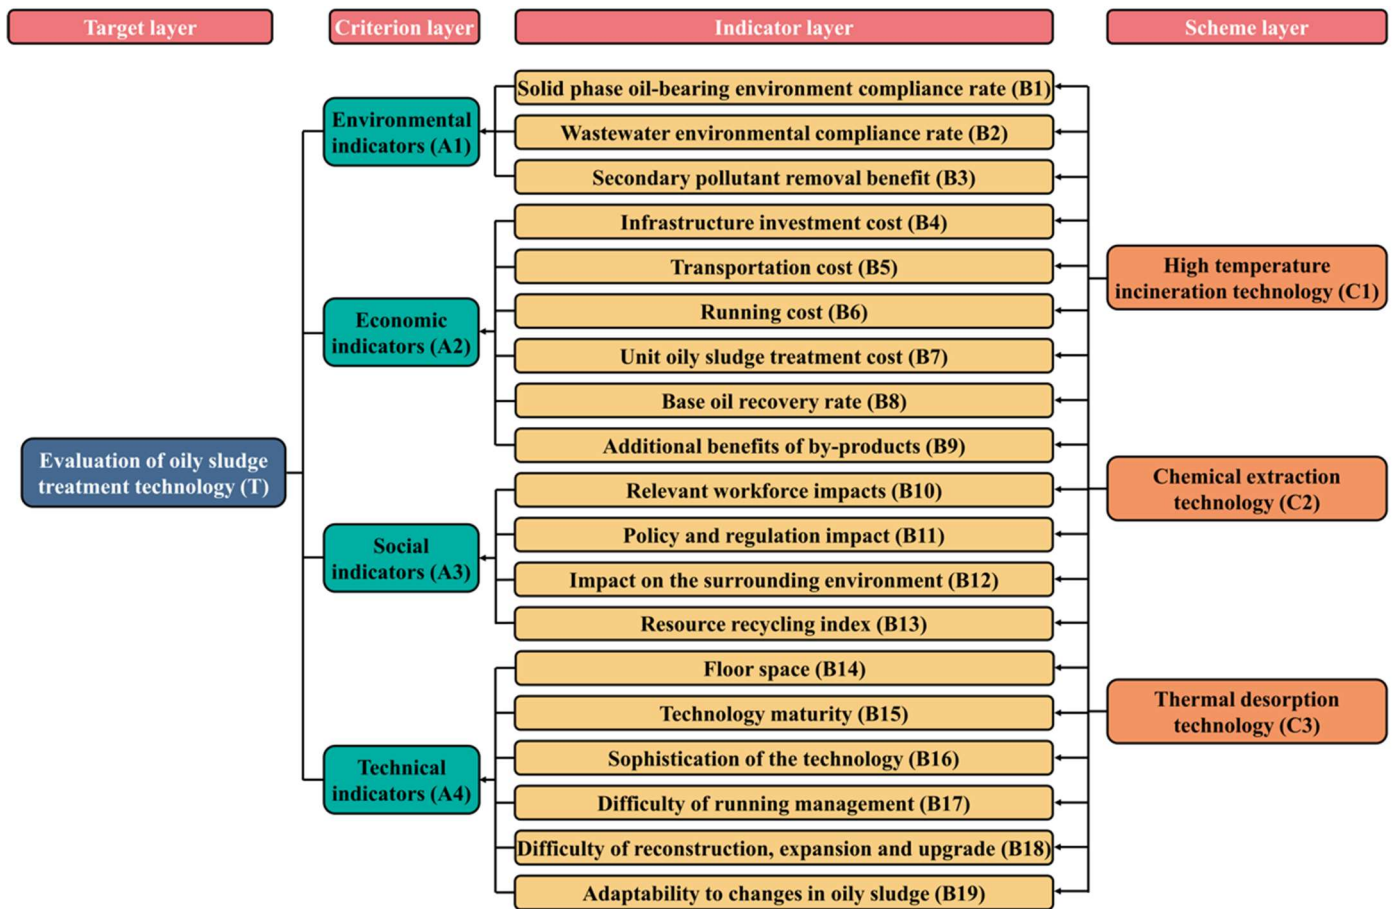 Target layer
Criterion layer
Indicator layer
Scheme layer
Evaluation of oily sludge
treatment technology (T)
Environmental
indicators (A1)
Economic
indicators (A2)
Social
indicators (A3)
Technical
indicators (A4)
Solid phase oil-bearing environment compliance rate (B1)
Wastewater environmental compliance rate (B2)
Secondary pollutant removal benefit (B3)
Infrastructure investment cost (B4)
Transportation cost (B5)
Running cost (B6)
Unit oily sludge treatment cost (B7)
Base oil recovery rate (B8)
Additional benefits of by-products (B9)
Relevant workforce impacts (B10)
Policy and regulation impact (B11)
Impact on the surrounding environment (B12)
Resource recycling index (B13)
Floor space (B14)
Technology maturity (B15)
Sophistication of the technology (B16)
Difficulty of running management (B17)
Difficulty of reconstruction, expansion and upgrade (B18)
Adaptability to changes in oily sludge (B19)
High temperature
incineration technology (C1)
Chemical extraction
technology (C2)
Thermal desorption
technology (C3)